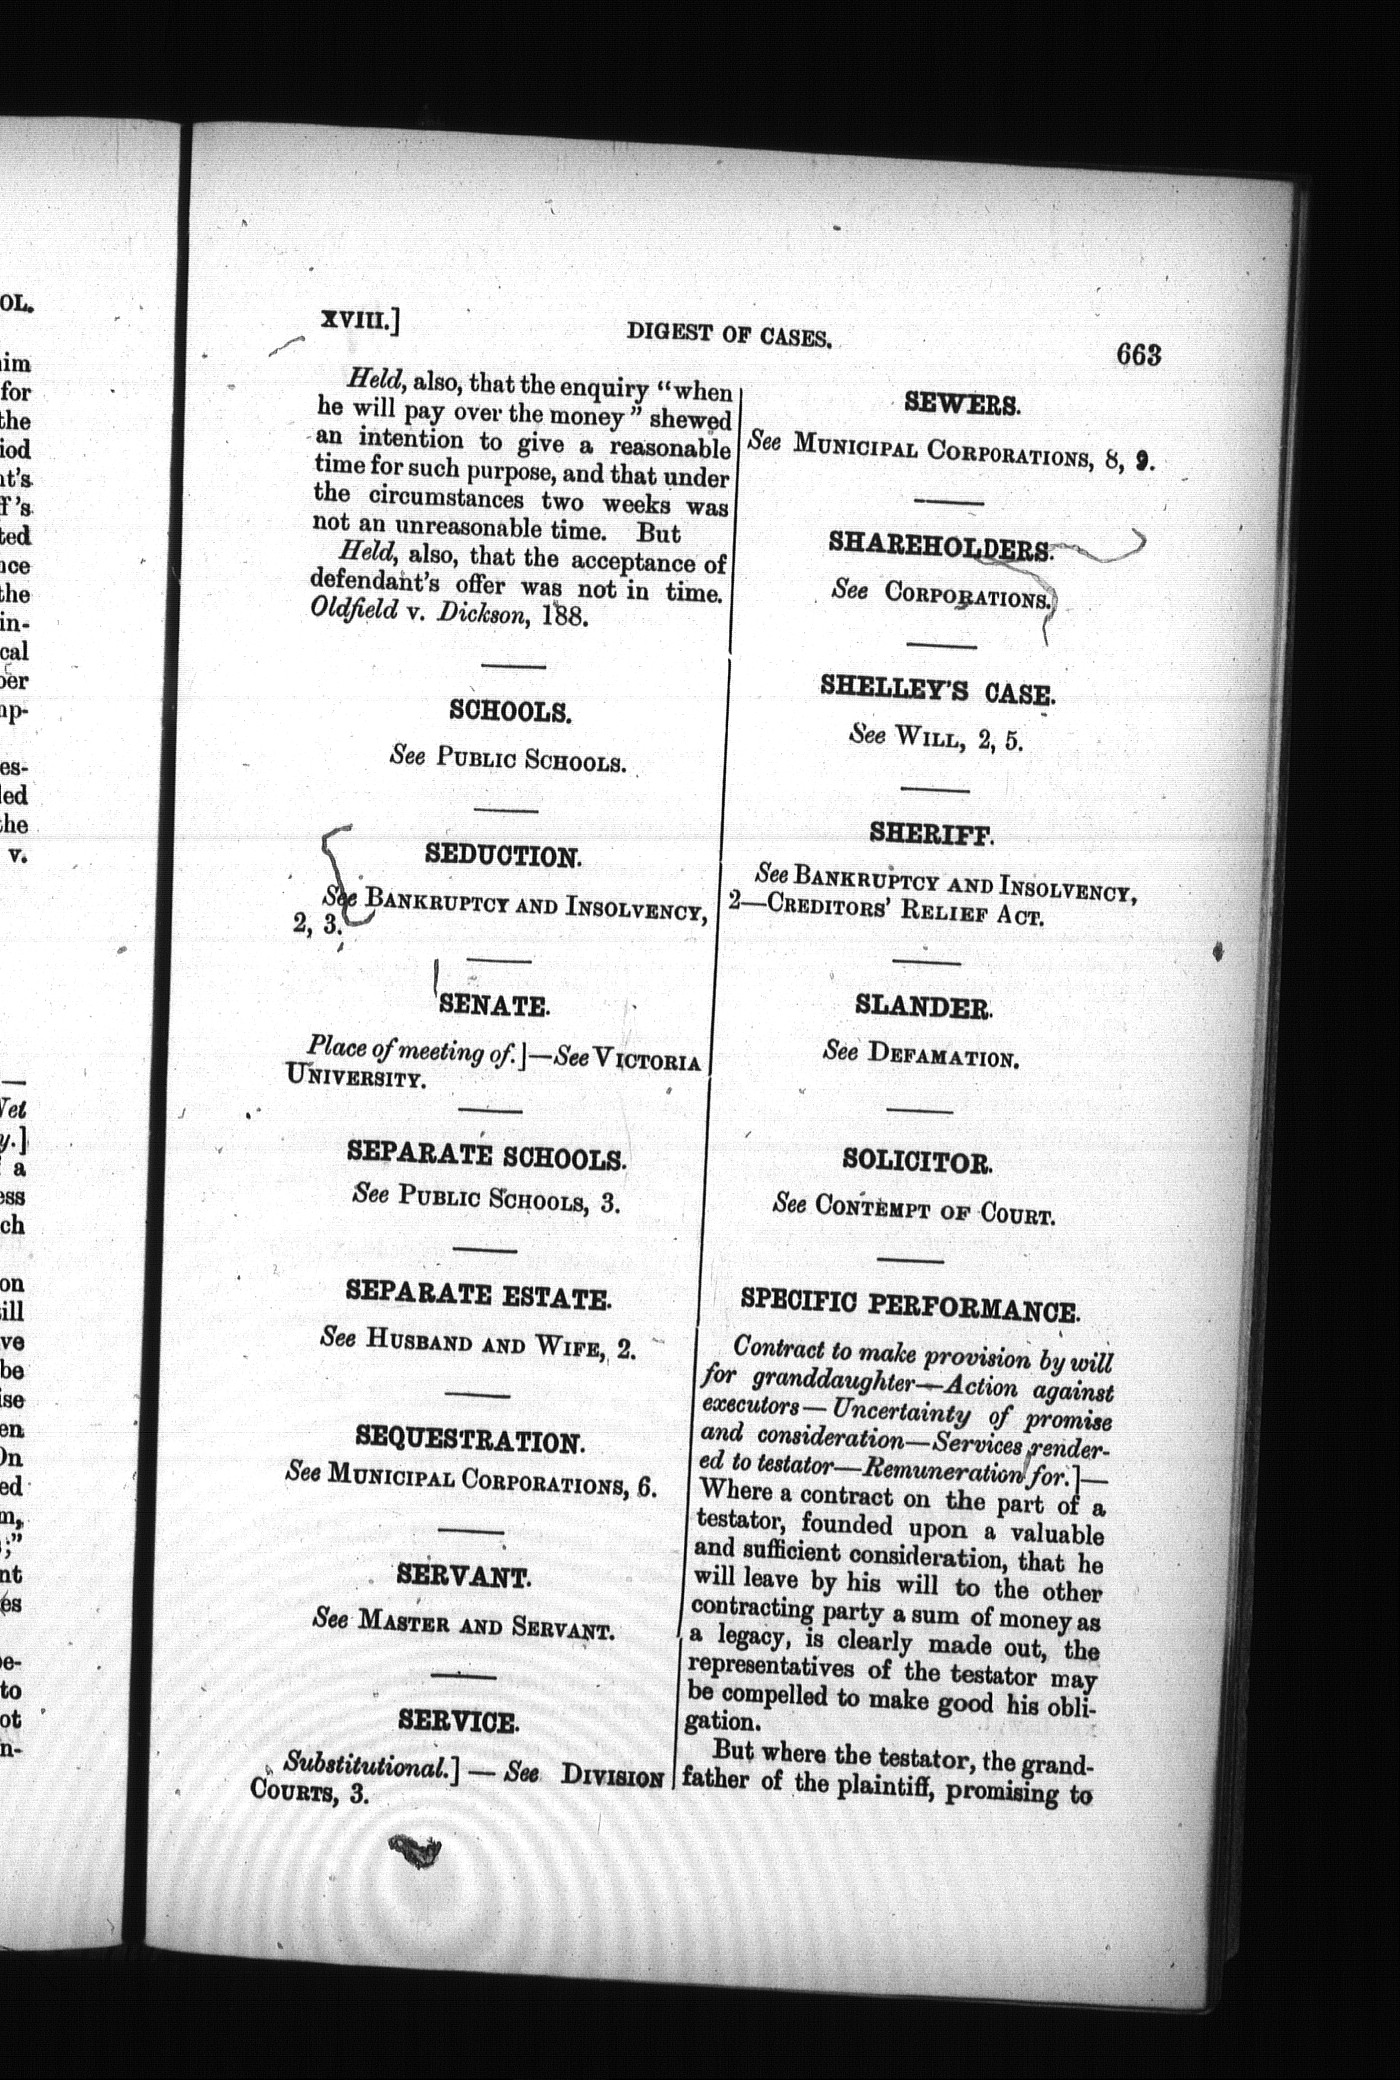 XVIII.]
DIGEST OF CASES.
663
Held, also, that the enquiry "when
he will pay over the money" shewed
an intention to give a reasonable
time for such purpose, and that under
the circumstances two weeks was
not an unreasonable time. But
Held, also, that the acceptance of
defendant's offer was not in time.
Oldfield v. Dickson, 188.
SCHOOLS.
See PUBLIC SCHOOLS.
SEDUCTION.
See BANKRUPTCY AND INSOLVENCY,
2, 3.
SENATE.
Place of meeting of.]—See VICTORIA
UNIVERSITY.
SEPARATE SCHOOLS.
See PUBLIC SCHOOLS, 3.
SEPARATE ESTATE.
See HUSBAND AND WIFE, 2.
SEQUESTRATION.
See MUNICIPAL CORPORATIONS, 6.
SERVANT.
See MASTER AND SERVANT.
SERVICE.
Substitutional.] — See DIVISION
COURTS, 3.
SEWERS.
See MUNICIPAL CORPORATIONS, 8, 9.
SHAREHOLDERS.
See CORPORATIONS.
SHELLEY'S CASE.
See WILL, 2, 5.
SHERIFF.
See BANKRUPTCY AND INSOLVENCY,
2—CREDITORS' RELIEF ACT.
SLANDER.
See DEFAMATION.
SOLICITOR.
See CONTEMPT OF COURT.
SPECIFIC PERFORMANCE.
Contract to make provision by will
for granddaughter—Action against
executors—Uncertainty of promise
and consideration—Services render-
ed to testator—Remuneration for.]—
Where a contract on the part of a
testator, founded upon a valuable
and sufficient consideration, that he
will leave by his will to the other
contracting party a sum of money as
a legacy, is clearly made out, the
representatives of the testator may
be compelled to make good his obli-
gation.
But where the testator, the grand-
father of the plaintiff, promising to